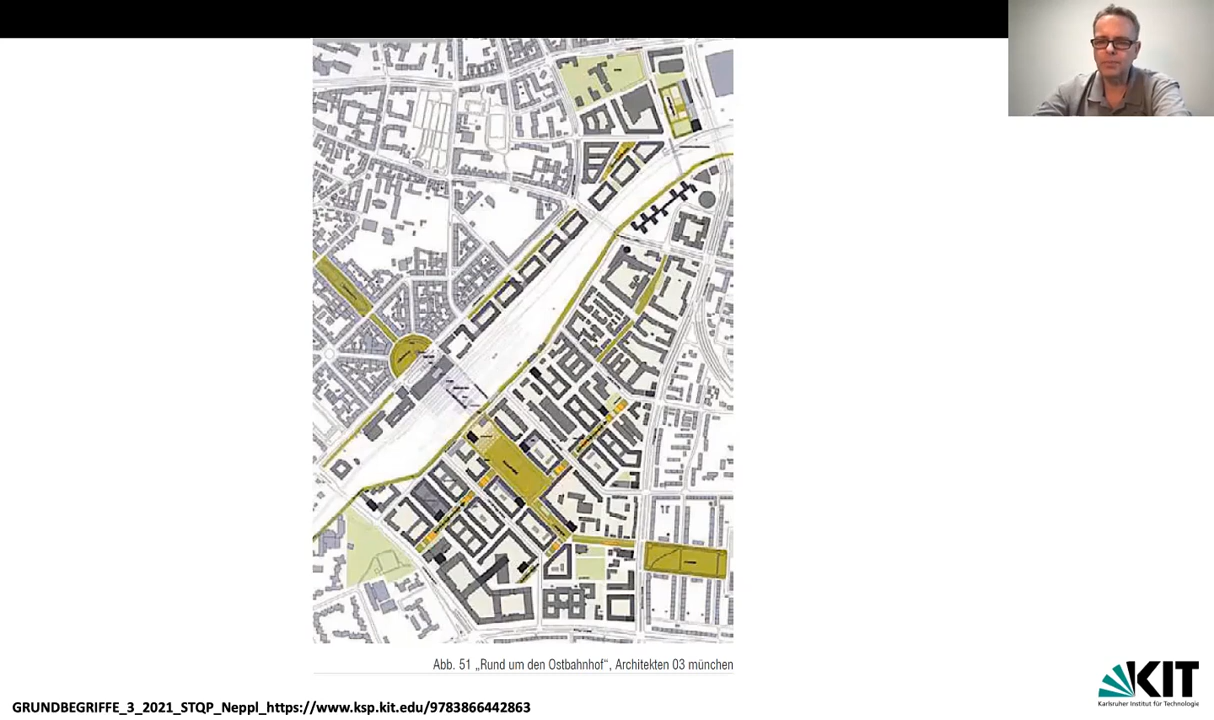 Abb. 51 „Rund um den Ostbahnhof“, Architekten 03 münchen
KIT
Karlsruher Institut für Technologie
GRUNDBEGRIFFE_3_2021_STQP_Neppl_https://www.ksp.kit.edu/9783866442863